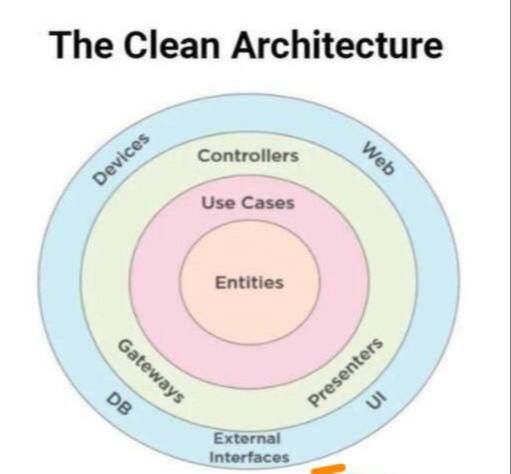 The Clean Architecture
Devices
Web
Controllers
Use Cases
Entities
Gateways
Presenters
DB
UI
External
Interfaces